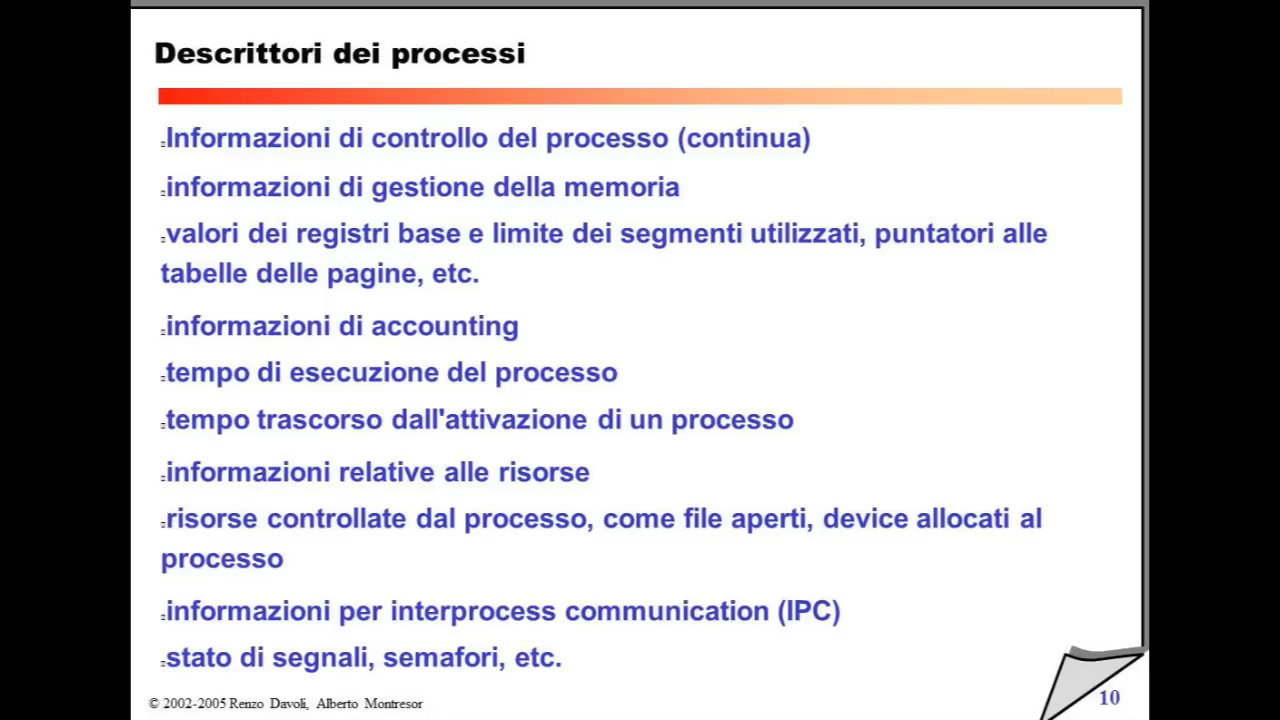 Descrittori dei processi
Informazioni di controllo del processo (continua)
informazioni di gestione della memoria
valori dei registri base e limite dei segmenti utilizzati, puntatori alle
tabelle delle pagine, etc.
informazioni di accounting
tempo di esecuzione del processo
tempo trascorso dall'attivazione di un processo
informazioni relative alle risorse
risorse controllate dal processo, come file aperti, device allocati al
processo
informazioni per interprocess communication (IPC)
stato di segnali, semafori, etc.
© 2002-2005 Renzo Davoli, Alberto Montresor
10